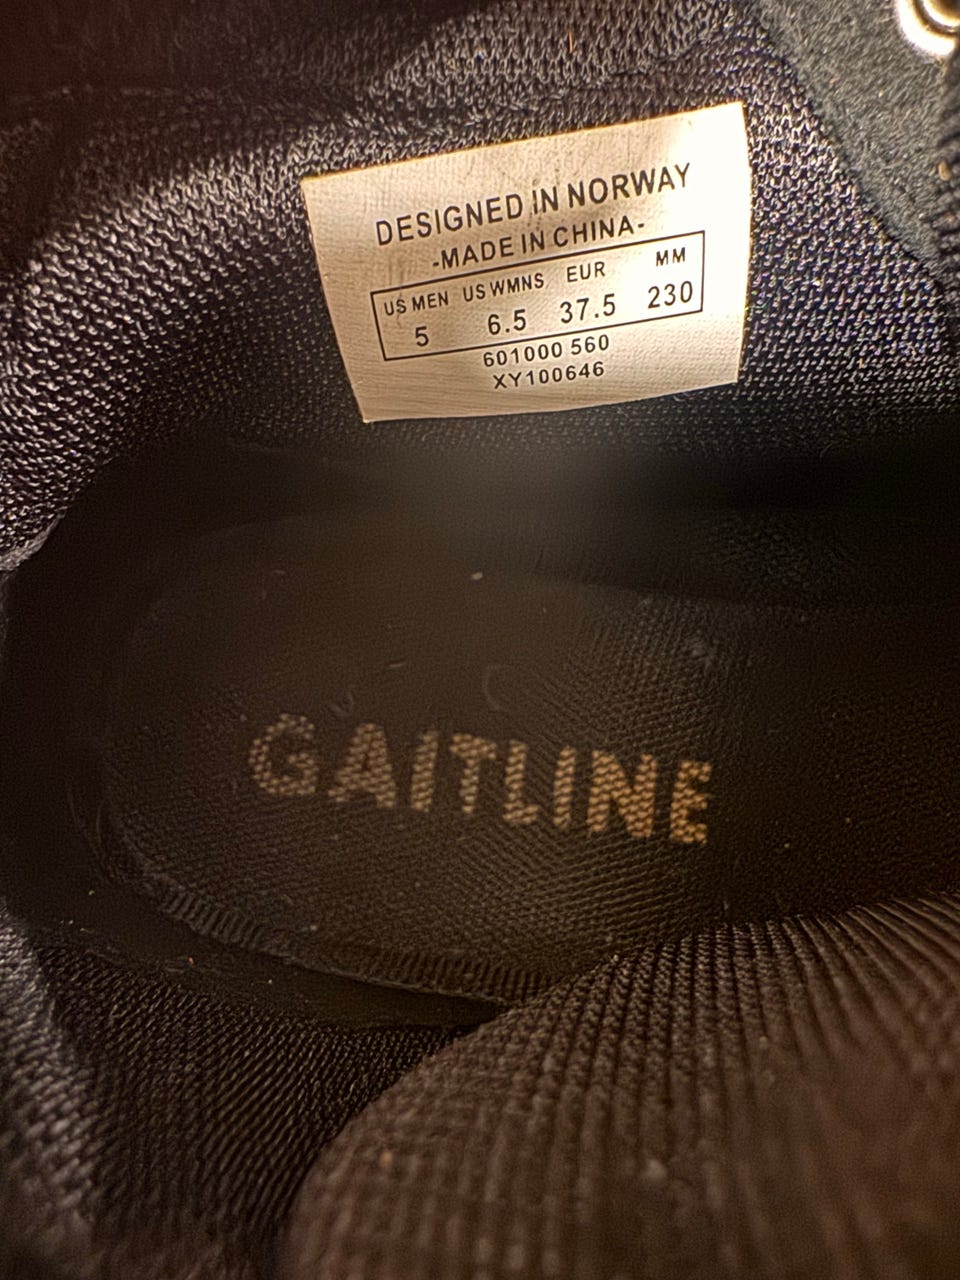 DESIGNED IN NORWAY
-MADE IN CHINA-
US MEN US WMNS EUR MM
5 6.5 37.5 230
601000 560
XY100646
GAITLINE